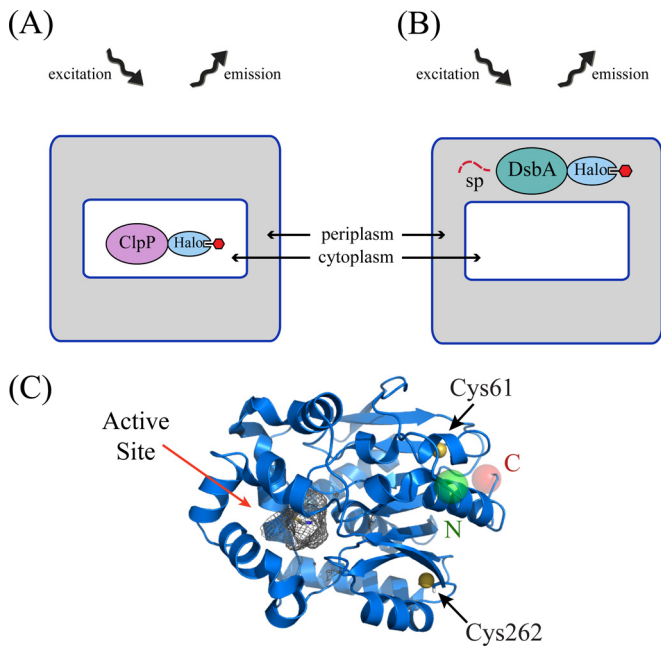 (A)
(B)
excitation
emission
excitation
emission
sp
DsbA
Halo
ClpP
Halo
periplasm
cytoplasm
(C)
Cys61
Active
Site
C
N
Cys262